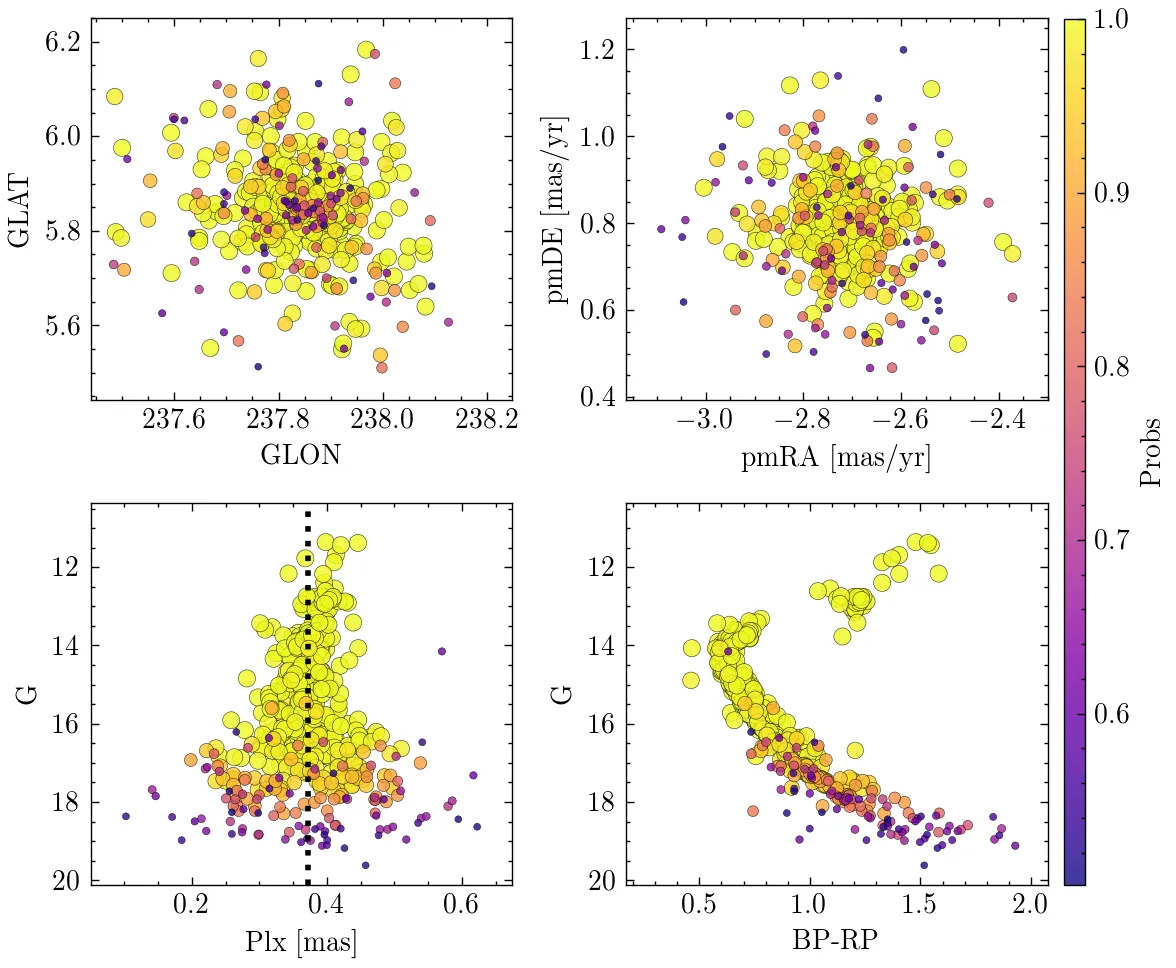 6.2
6.0
5.8
5.6
GLAT
237.6 237.8 238.0 238.2
GLON
1.2
1.0
0.8
0.6
0.4
pmDE [mas/yr]
−3.0 −2.8 −2.6 −2.4
pmRA [mas/yr]
1.0
0.9
0.8
0.7
0.6
Probs
12
14
16
18
20
G
0.2 0.4 0.6
Plx [mas]
12
14
16
18
20
G
0.5 1.0 1.5 2.0
BP-RP